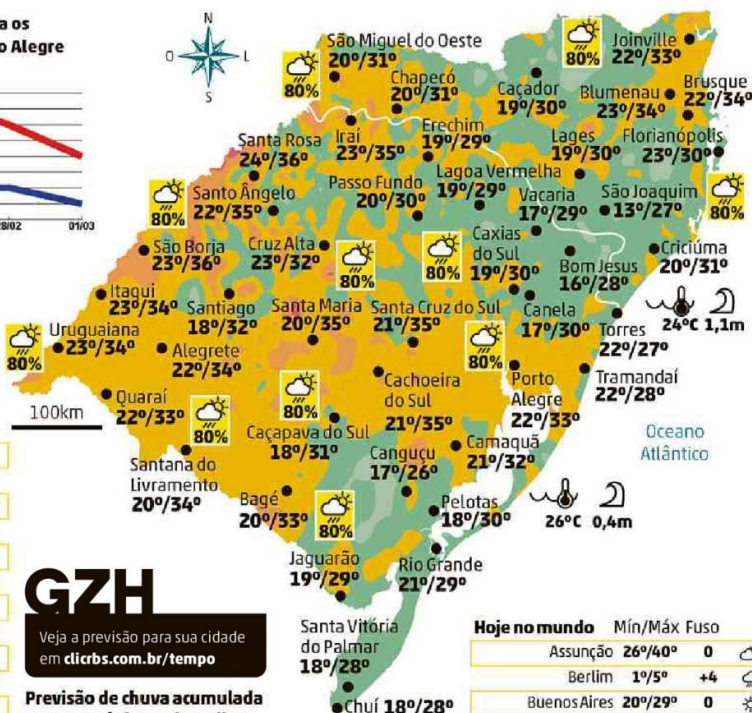 a os
o Alegre
28/02
01/03
N
O
L
S
80%
São Miguel do Oeste
20º/31º
Chapecó
20º/31º
80%
Caçador
19º/30º
Joinville
22º/33º
Blumenau
23º/34º
Brusque
22º/34º
Santa Rosa
24º/36º
Iraí
23º/35º
Erechim
19º/29º
Lages
19º/30º
Florianópolis
23º/30º
80%
Santo Ângelo
22º/35º
Passo Fundo
20º/30º
Lagoa Vermelha
19º/29º
Vacaria
17º/29º
São Joaquim
13º/27º
80%
São Borja
23º/36º
Cruz Alta
23º/32º
80%
80%
Caxias
do Sul
19º/30º
Bom Jesus
16º/28º
Criciúma
20º/31º
Itaqui
23º/34º
Santiago
18º/32º
Santa Maria
20º/35º
Santa Cruz do Sul
21º/35º
Canela
17º/30º
Torres
22º/27º
24ºC 1,1m
80%
Uruguaiana
23º/34º
Alegrete
22º/34º
80%
Cachoeira
do Sul
21º/35º
Porto
Alegre
22º/33º
Tramandaí
22º/28º
Quaraí
22º/33º
100km
80%
80%
Caçapava do Sul
18º/31º
Camaquã
21º/32º
Oceano
Atlântico
Santana do
Livramento
20º/34º
Bagé
20º/33º
80%
Canguçu
17º/26º
Pelotas
18º/30º
26ºC 0,4m
Jaguarão
19º/29º
Rio Grande
21º/29º
GZH
Veja a previsão para sua cidade
em clicrbs.com.br/tempo
Santa Vitória
do Palmar
18º/28º
Chuí 18º/28º
Previsão de chuva acumulada
Hoje no mundo Mín/Máx Fuso
Assunção 26º/40º 0
Berlim 1º/5º +4
Buenos Aires 20º/29º 0